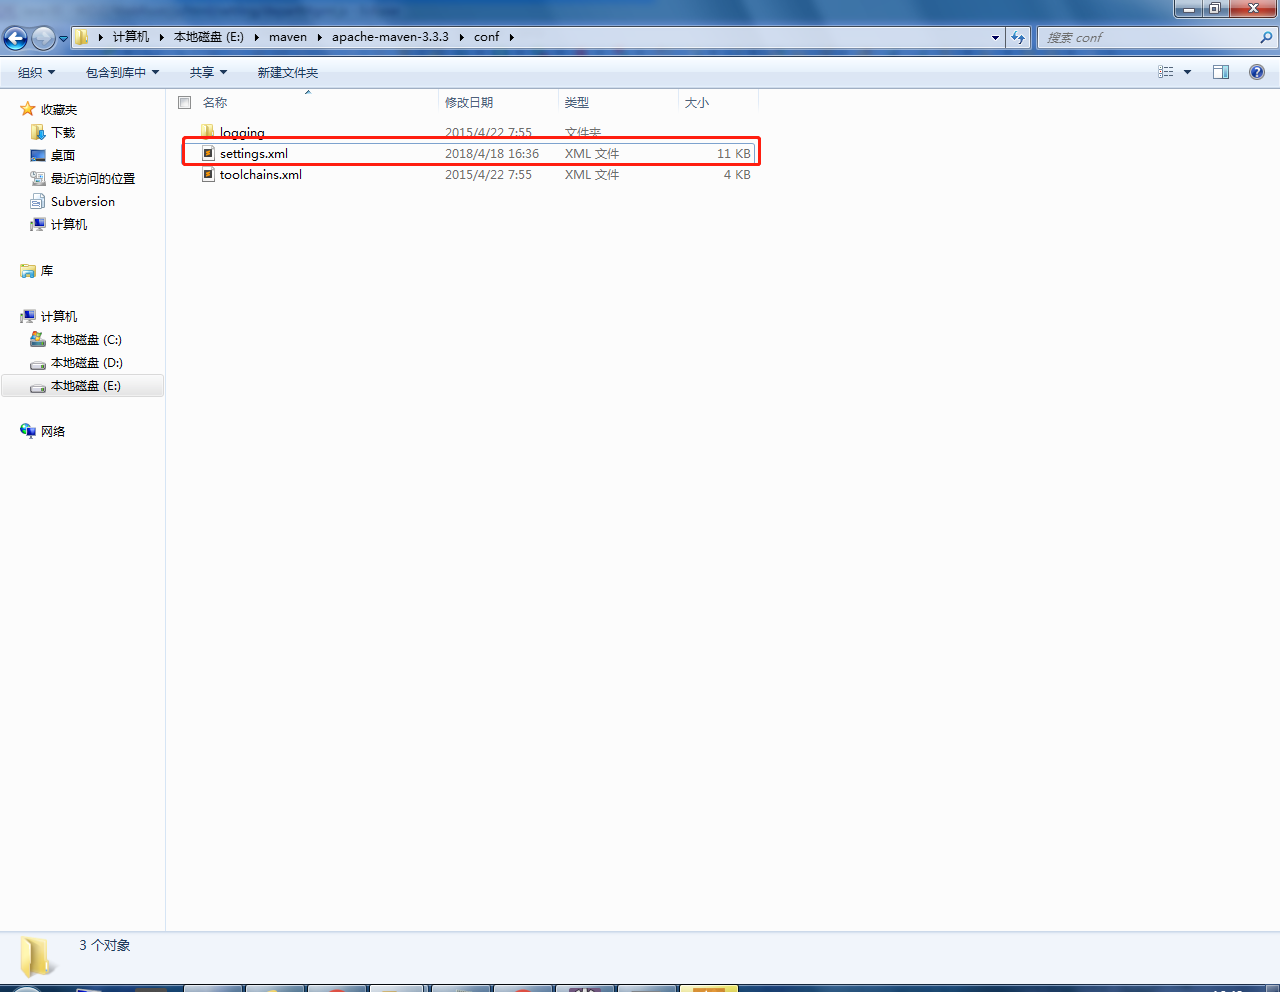 计算机 本地磁盘 (E:) maven apache-maven-3.3.3 conf
搜索 conf
组织 包含到库中 共享 新建文件夹
名称 修改日期 类型 大小
收藏夹
下载
桌面
最近访问的位置
Subversion
计算机
库
计算机
本地磁盘 (C:)
本地磁盘 (D:)
本地磁盘 (E:)
网络
logging 2015/4/22 7:55 文件夹
settings.xml 2018/4/18 16:36 XML 文件 11 KB
toolchains.xml 2015/4/22 7:55 XML 文件 4 KB
3 个对象